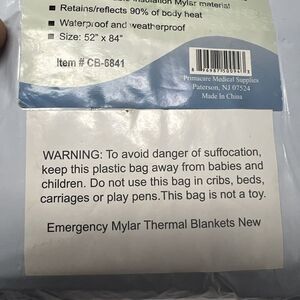 insulation Mylar material
■ Retains/reflects 90% of body heat
■ Waterproof and weatherproof
■ Size: 52" x 84"
Item # CB-6841
Primacare Medical Supplies
Paterson, NJ 07524
Made In China
WARNING: To avoid danger of suffocation,
keep this plastic bag away from babies and
children. Do not use this bag in cribs, beds,
carriages or play pens.This bag is not a toy.
Emergency Mylar Thermal Blankets New